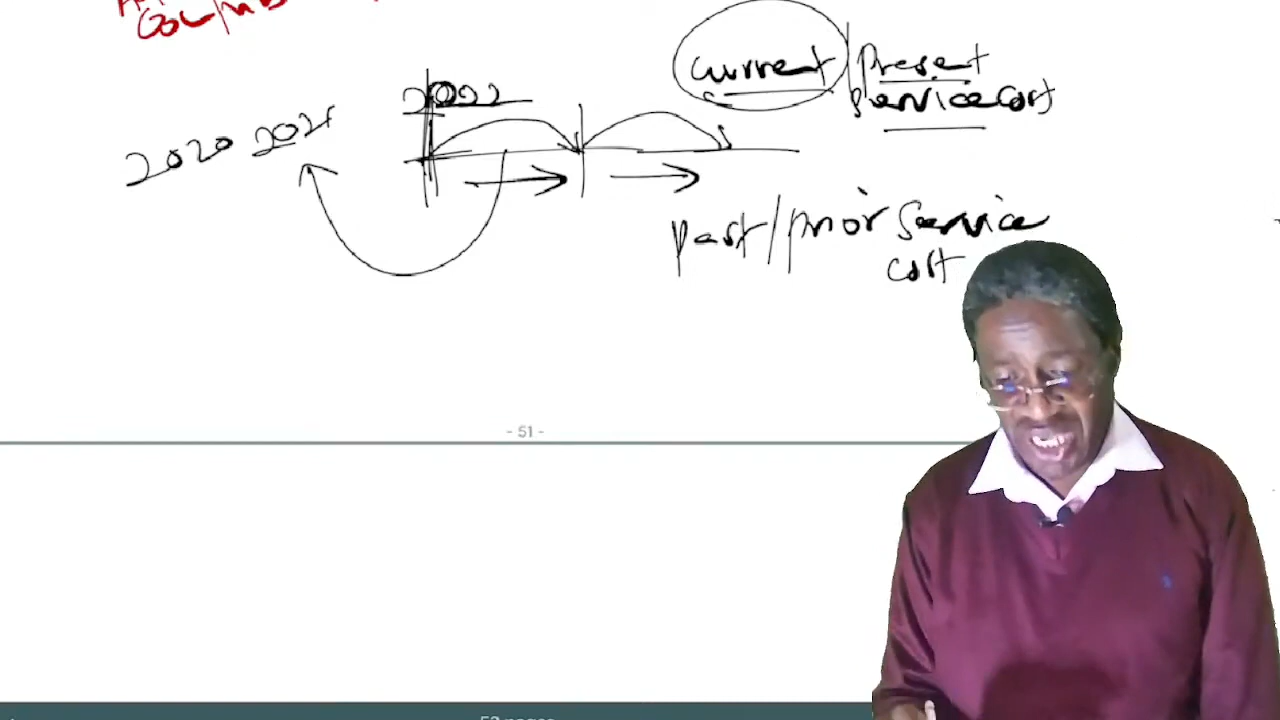 current / Present
Service cost
2022
2020 2021
past / prior service
cost
- 51 -